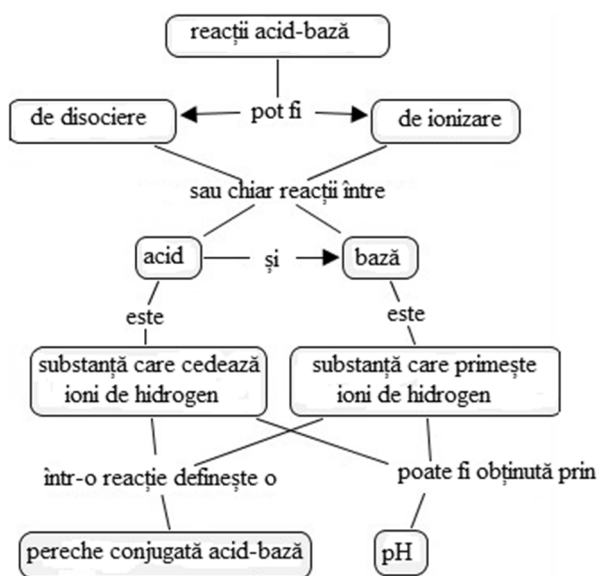 reacții acid-bază
de disociere
pot fi
de ionizare
sau chiar reacții între
acid
și
bază
este
este
substanță care cedează
ioni de hidrogen
substanță care primește
ioni de hidrogen
într-o reacție definește o
poate fi obținută prin
pereche conjugată acid-bază
pH